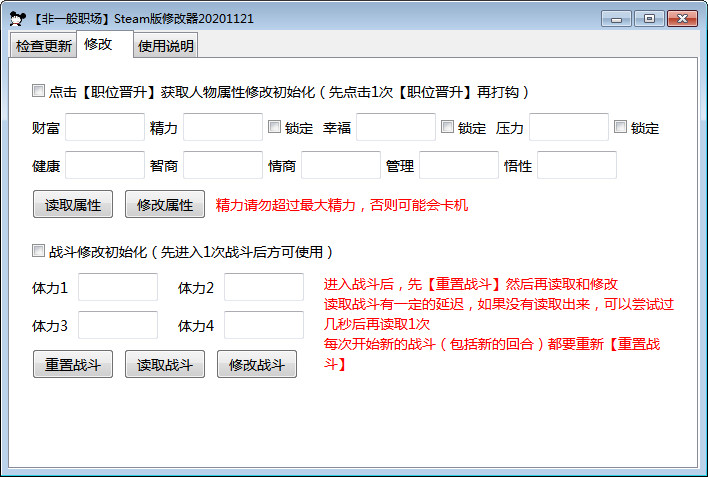 【非一般职场】Steam版修改器20201121
检查更新 修改 使用说明
点击【职位晋升】获取人物属性修改初始化（先点击1次【职位晋升】再打钩）
财富 精力 锁定 幸福 锁定 压力 锁定
健康 智商 情商 管理 悟性
读取属性 修改属性 精力请勿超过最大精力，否则可能会卡机
战斗修改初始化（先进入1次战斗后方可使用）
体力1 体力2
体力3 体力4
重置战斗 读取战斗 修改战斗
进入战斗后，先【重置战斗】然后再读取和修改
读取战斗有一定的延迟，如果没有读取出来，可以尝试过
几秒后再读取1次
每次开始新的战斗（包括新的回合）都要重新【重置战
斗】